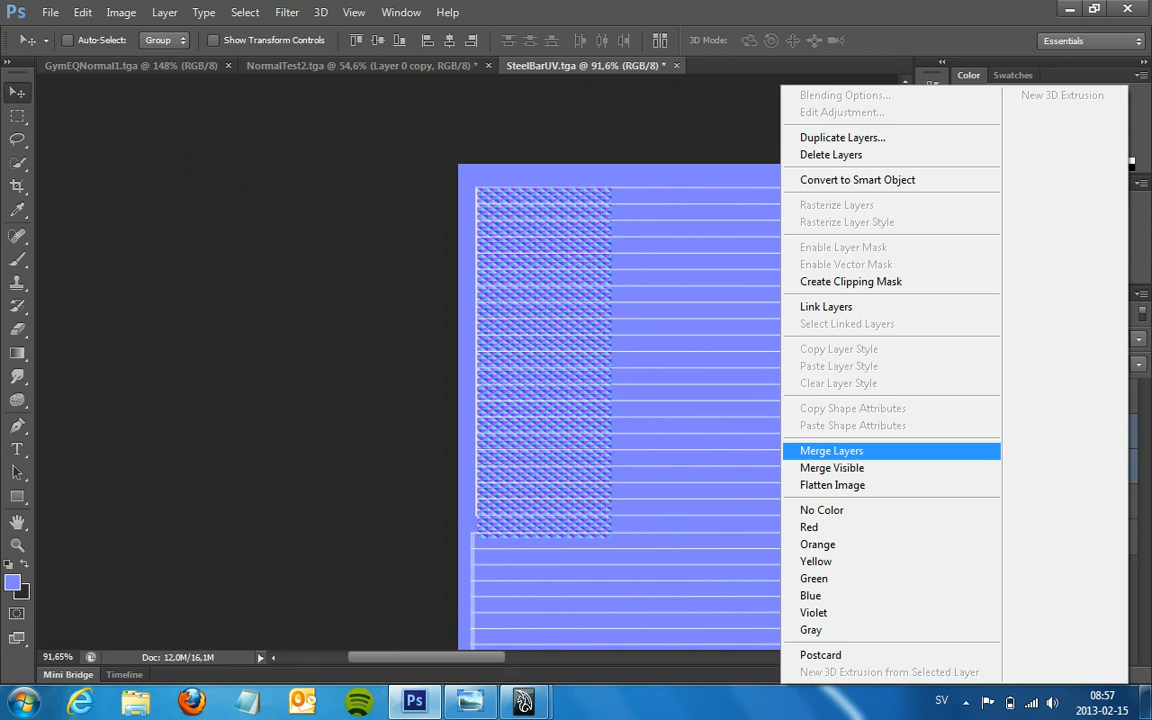 Ps File Edit Image Layer Type Select Filter 3D View Window Help
Auto-Select: Group Show Transform Controls 3D Mode: Essentials
GymEQNormal1.tga @ 148% (RGB/8) × NormalTest2.tga @ 54,6% (Layer 0 copy, RGB/8) * × SteelBarUV.tga @ 91,6% (RGB/8) * × Color Swatches
Blending Options... New 3D Extrusion
Edit Adjustment...
Duplicate Layers...
Delete Layers
Convert to Smart Object
Rasterize Layers
Rasterize Layer Style
Enable Layer Mask
Enable Vector Mask
Create Clipping Mask
Link Layers
Select Linked Layers
Copy Layer Style
Paste Layer Style
Clear Layer Style
Copy Shape Attributes
Paste Shape Attributes
Merge Layers
Merge Visible
Flatten Image
No Color
Red
Orange
Yellow
Green
Blue
Violet
Gray
Postcard
New 3D Extrusion from Selected Layer
91,65% Doc: 12,0M/16,1M
Mini Bridge Timeline
Ps SV 08:57
2013-02-15